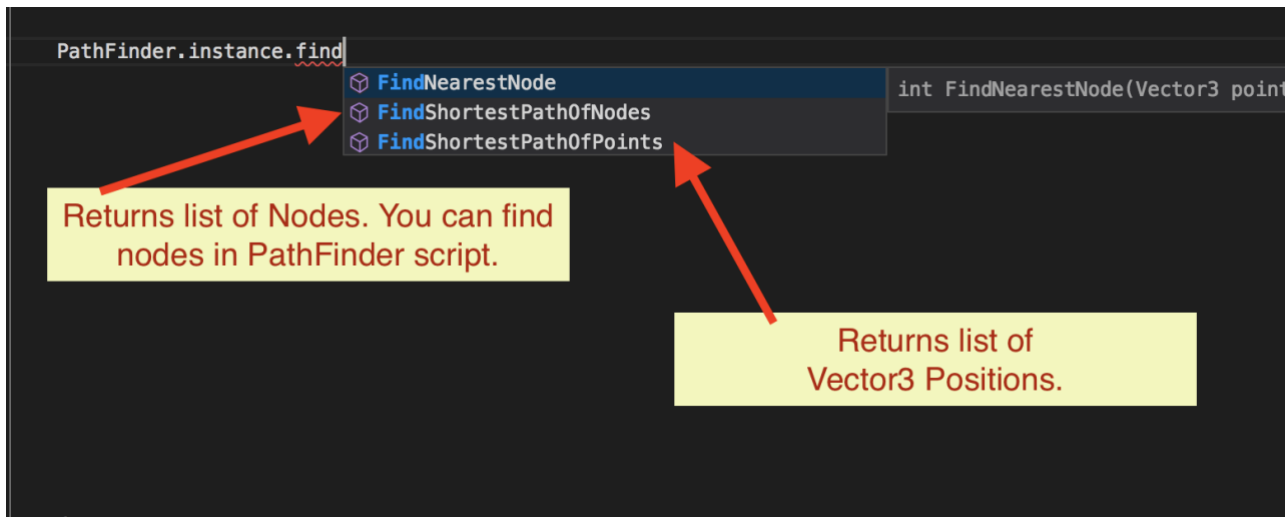 PathFinder.instance.find
FindNearestNode
int FindNearestNode(Vector3 point
FindShortestPathOfNodes
FindShortestPathOfPoints
Returns list of Nodes. You can find
nodes in PathFinder script.
Returns list of
Vector3 Positions.